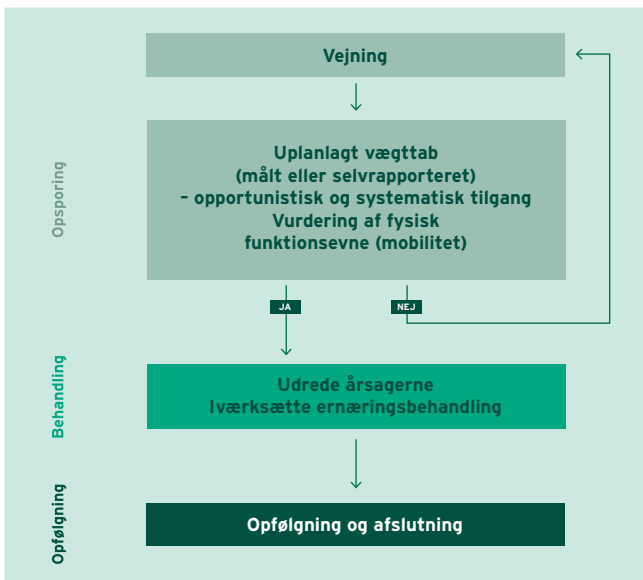 Vejning
Opsporing
Uplanlagt vægttab
(målt eller selvrapporteret)
– opportunistisk og systematisk tilgang
Vurdering af fysisk
funktionsevne (mobilitet)
JA
NEJ
Behandling
Udrede årsagerne
Iværksætte ernæringsbehandling
Opfølgning
Opfølgning og afslutning